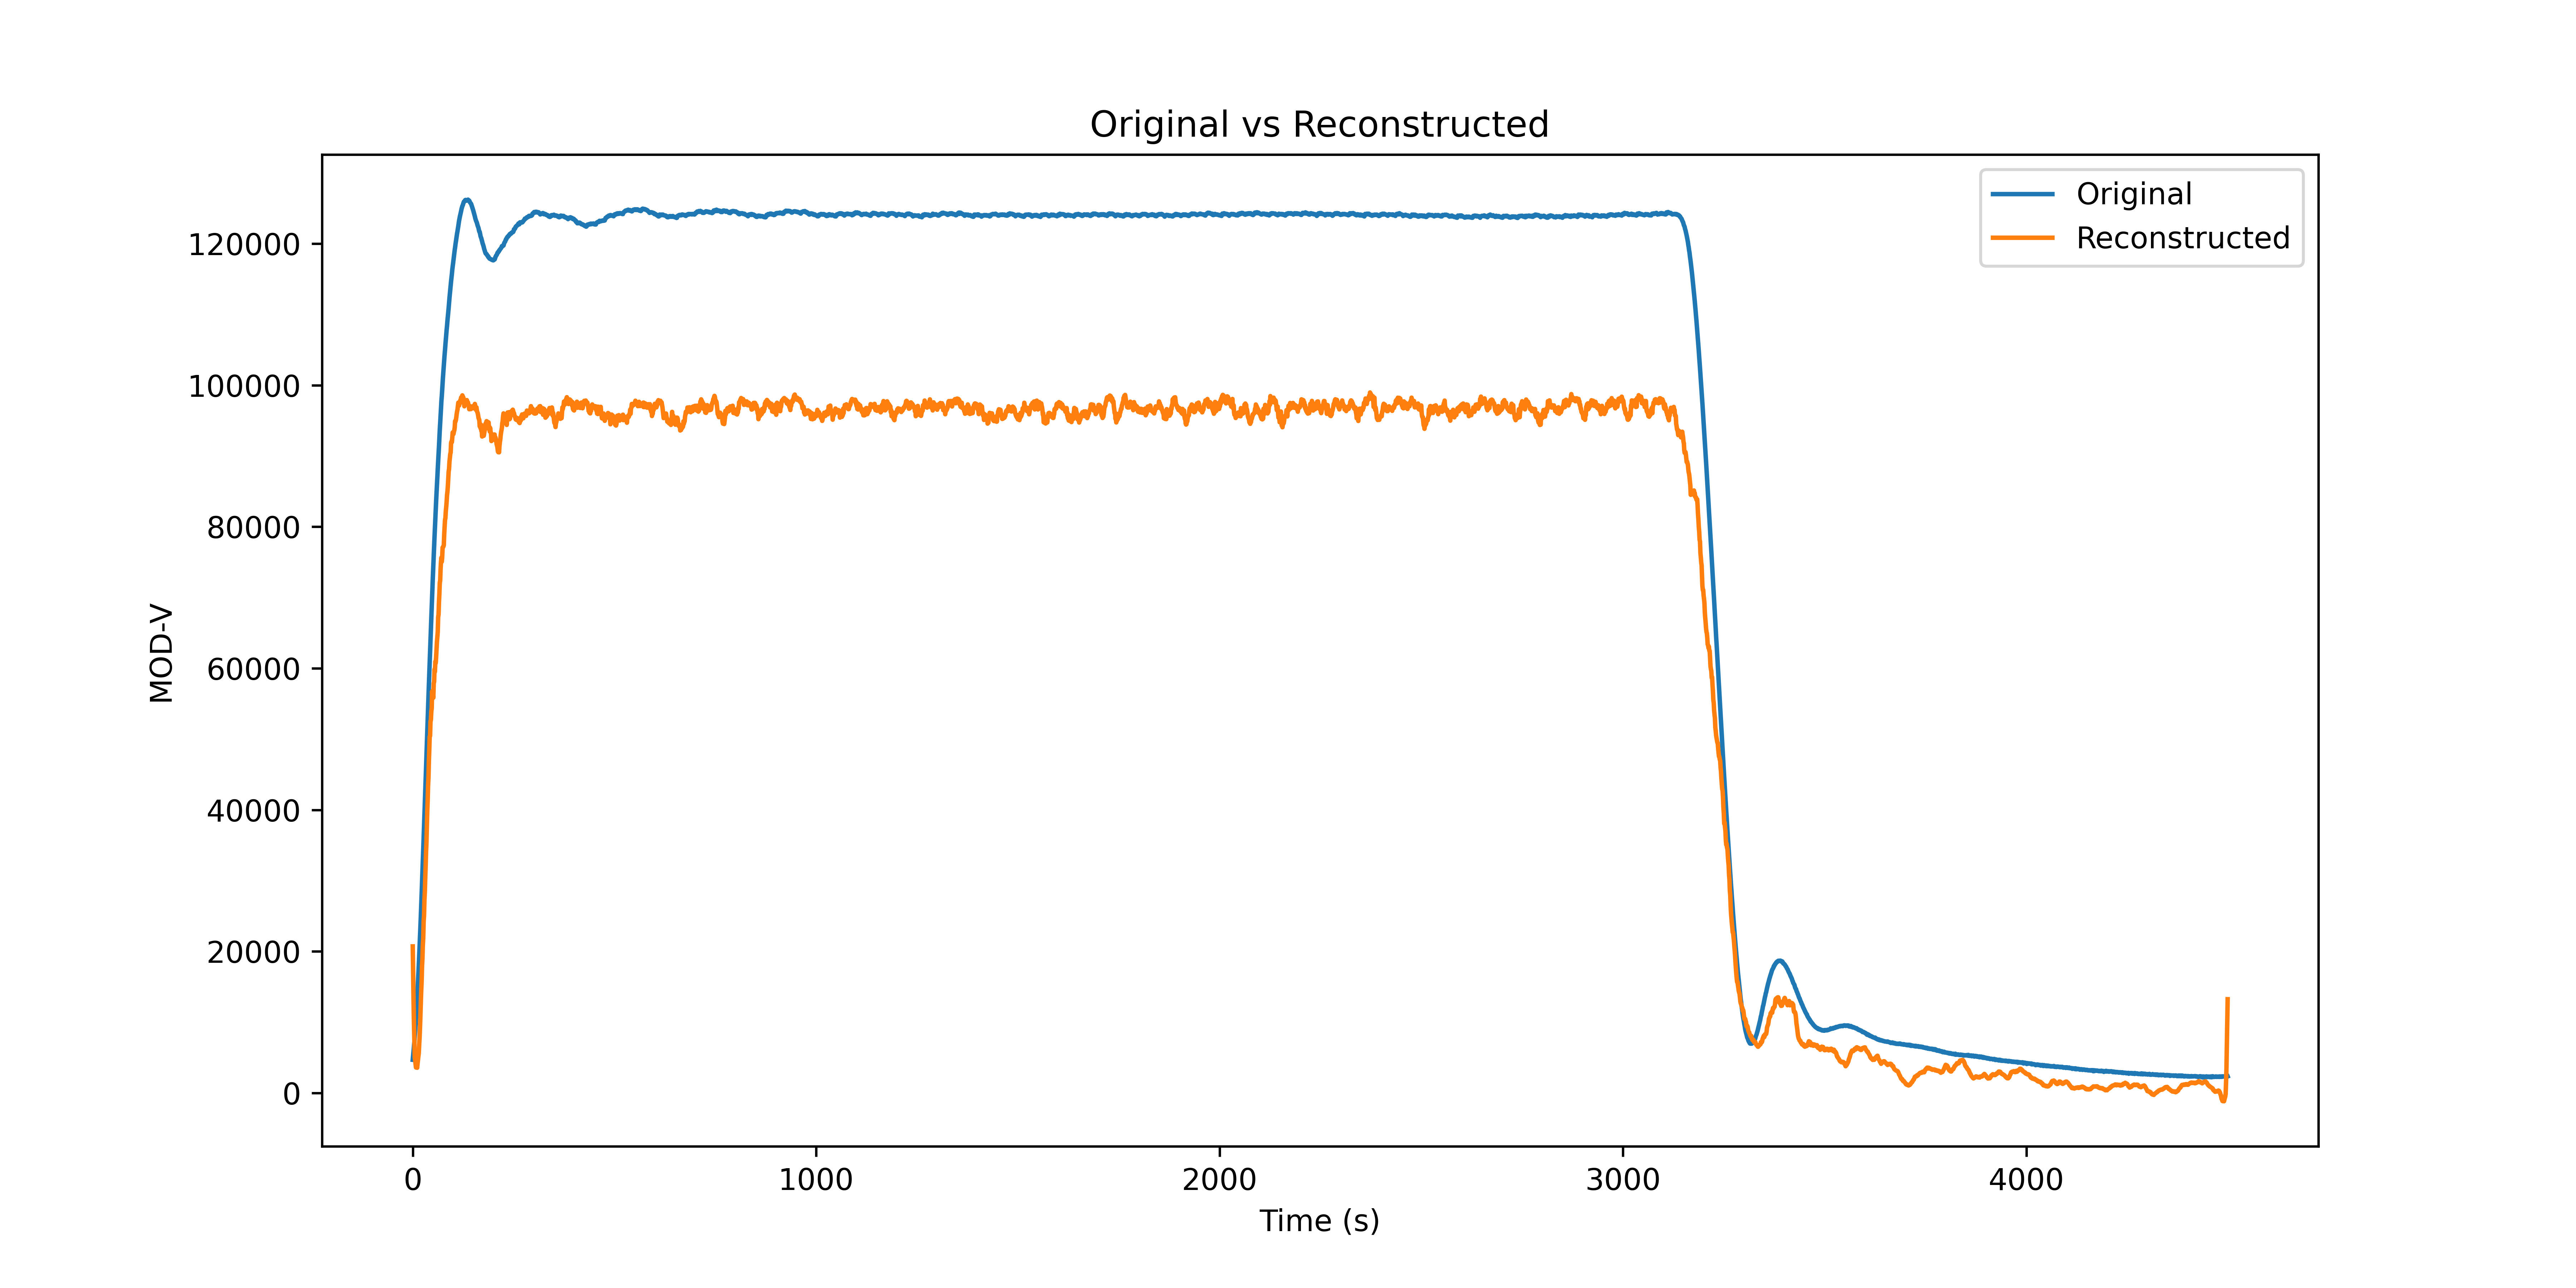 Original vs Reconstructed
Original
Reconstructed
MOD-V
120000
100000
80000
60000
40000
20000
0
0
1000
2000
3000
4000
Time (s)